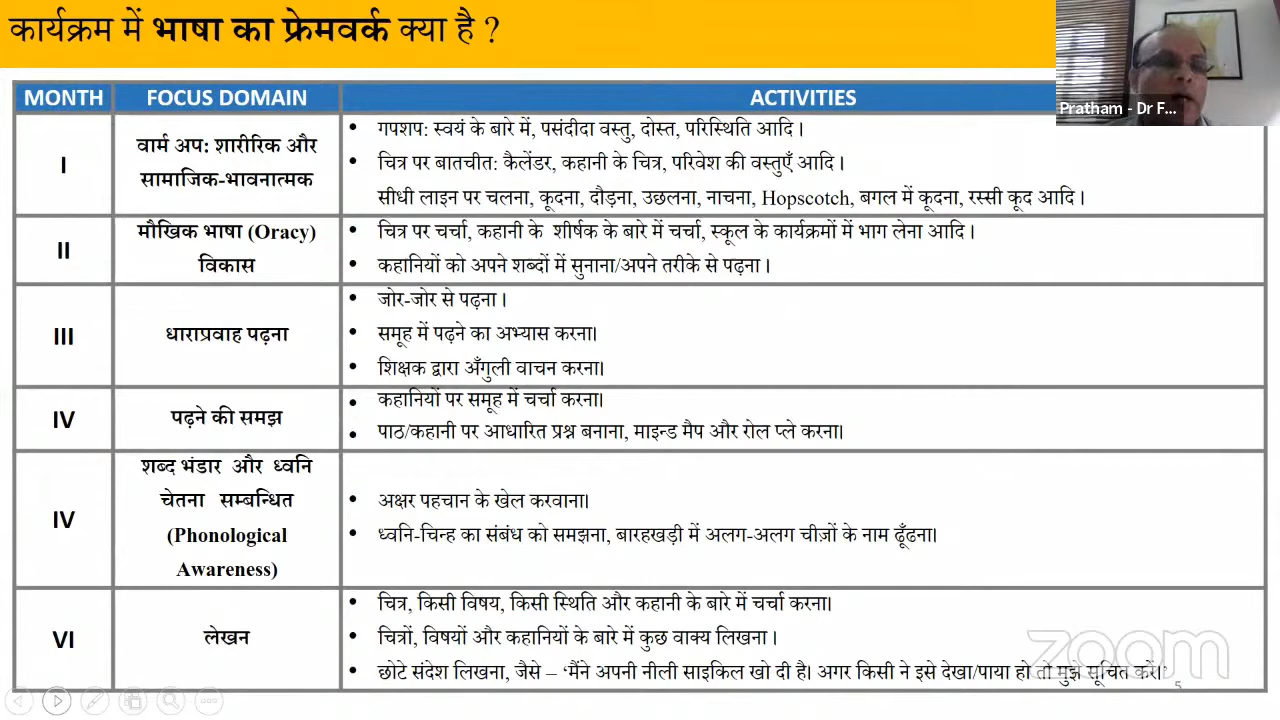 कार्यक्रम में भाषा का फ्रेमवर्क क्या है ?
Pratham - Dr F...
MONTH FOCUS DOMAIN ACTIVITIES
I
वार्म अप: शारीरिक और
सामाजिक-भावनात्मक
• गपशप: स्वयं के बारे में, पसंदीदा वस्तु, दोस्त, परिस्थिति आदि।
• चित्र पर बातचीत: कैलेंडर, कहानी के चित्र, परिवेश की वस्तुएँ आदि।
सीधी लाइन पर चलना, कूदना, दौड़ना, उछलना, नाचना, Hopscotch, बगल में कूदना, रस्सी कूद आदि।
II
मौखिक भाषा (Oracy)
विकास
• चित्र पर चर्चा, कहानी के शीर्षक के बारे में चर्चा, स्कूल के कार्यक्रमों में भाग लेना आदि।
• कहानियों को अपने शब्दों में सुनाना/अपने तरीके से पढ़ना।
III
धाराप्रवाह पढ़ना
• जोर-जोर से पढ़ना।
• समूह में पढ़ने का अभ्यास करना।
• शिक्षक द्वारा अँगुली वाचन करना।
IV
पढ़ने की समझ
• कहानियों पर समूह में चर्चा करना।
• पाठ/कहानी पर आधारित प्रश्न बनाना, माइन्ड मैप और रोल प्ले करना।
IV
शब्द भंडार और ध्वनि
चेतना सम्बन्धित
(Phonological
Awareness)
• अक्षर पहचान के खेल करवाना।
• ध्वनि-चिन्ह का संबंध को समझना, बारहखड़ी में अलग-अलग चीज़ों के नाम ढूँढना।
VI
लेखन
• चित्र, किसी विषय, किसी स्थिति और कहानी के बारे में चर्चा करना।
• चित्रों, विषयों और कहानियों के बारे में कुछ वाक्य लिखना।
• छोटे संदेश लिखना, जैसे – ‘मैंने अपनी नीली साइकिल खो दी है। अगर किसी ने इसे देखा/पाया हो तो मुझे सूचित करें।’
zoom
5